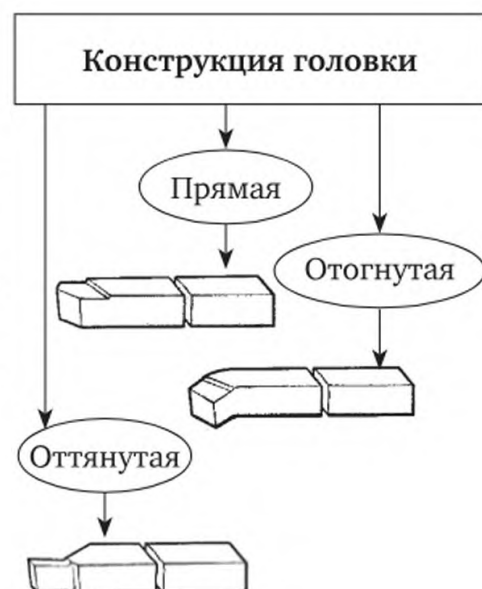 Конструкция головки
Прямая
Отогнутая
Оттянутая